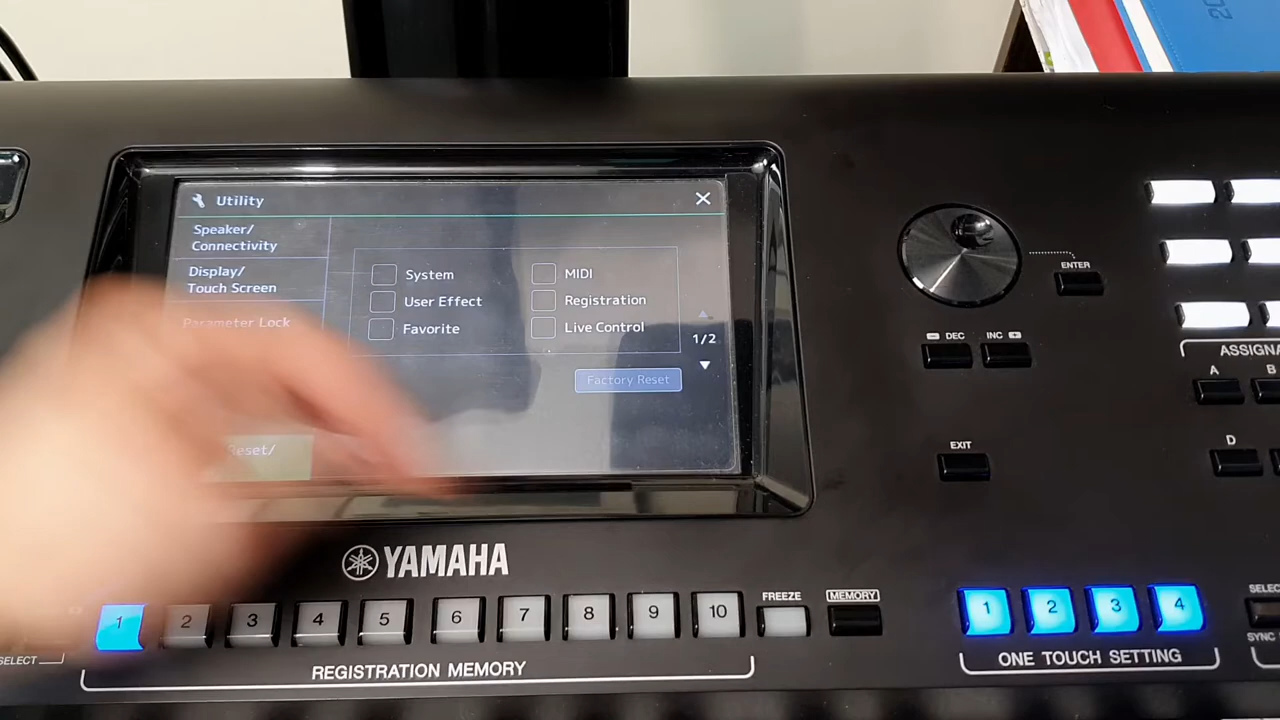 Utility
Speaker/
Connectivity
Display/
Touch Screen
Parameter Lock
Reset/
System
MIDI
User Effect
Registration
Favorite
Live Control
1/2
Factory Reset
ENTER
DEC
INC
EXIT
A
B
D
YAMAHA
1
2
3
4
5
6
7
8
9
10
FREEZE
MEMORY
REGISTRATION MEMORY
1
2
3
4
ONE TOUCH SETTING
SELECT
SYNC